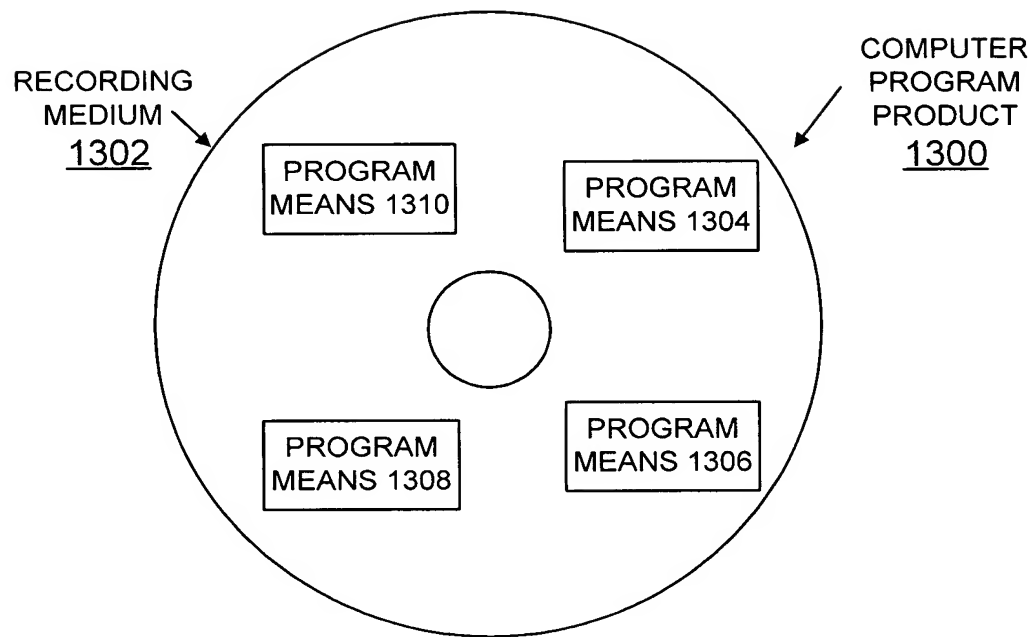 RECORDING
MEDIUM
1302
COMPUTER
PROGRAM
PRODUCT
1300
PROGRAM
MEANS 1310
PROGRAM
MEANS 1304
PROGRAM
MEANS 1308
PROGRAM
MEANS 1306